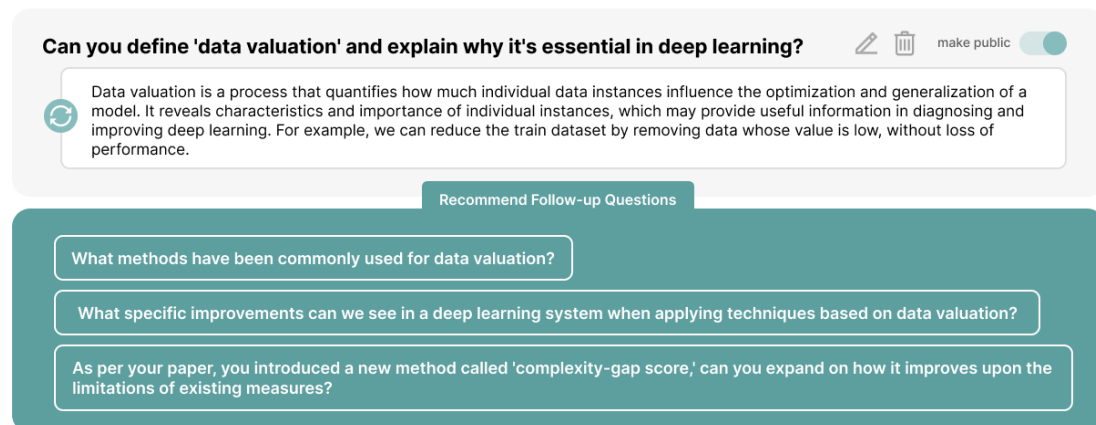 Can you define 'data valuation' and explain why it's essential in deep learning?
make public
Data valuation is a process that quantifies how much individual data instances influence the optimization and generalization of a
model. It reveals characteristics and importance of individual instances, which may provide useful information in diagnosing and
improving deep learning. For example, we can reduce the train dataset by removing data whose value is low, without loss of
performance.
Recommend Follow-up Questions
What methods have been commonly used for data valuation?
What specific improvements can we see in a deep learning system when applying techniques based on data valuation?
As per your paper, you introduced a new method called 'complexity-gap score,' can you expand on how it improves upon the
limitations of existing measures?